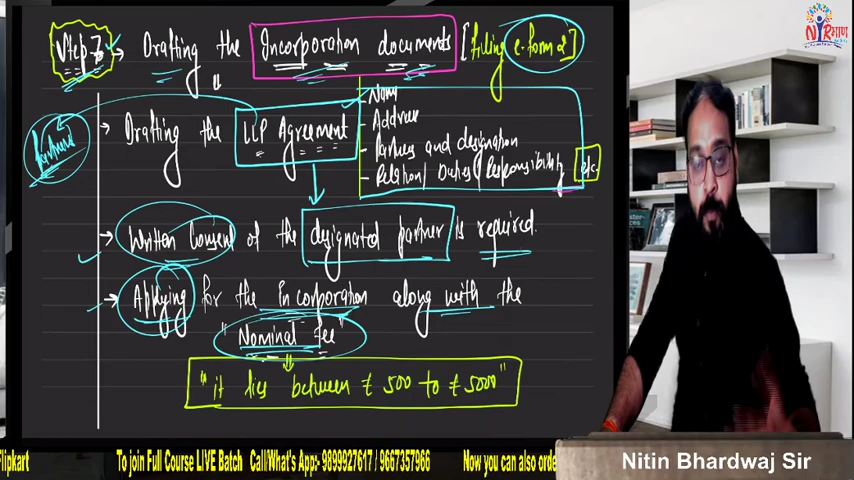 Step 3 → Drafting the Incorporation documents [filing e-form 2]
→ Drafting the LLP Agreement
- Name
- Address
- Partners and designation
- Relation/ Duties/ Responsibility etc.
→ Written Consent of the designated partner is required.
→ Applying for the Incorporation along with the
"Nominal Fee"
"it lies between ₹ 500 to ₹ 5000"
Flipkart To join Full Course LIVE Batch Call/What's App:- 9899927617 / 9667357966 Now you can also orde
Nitin Bhardwaj Sir